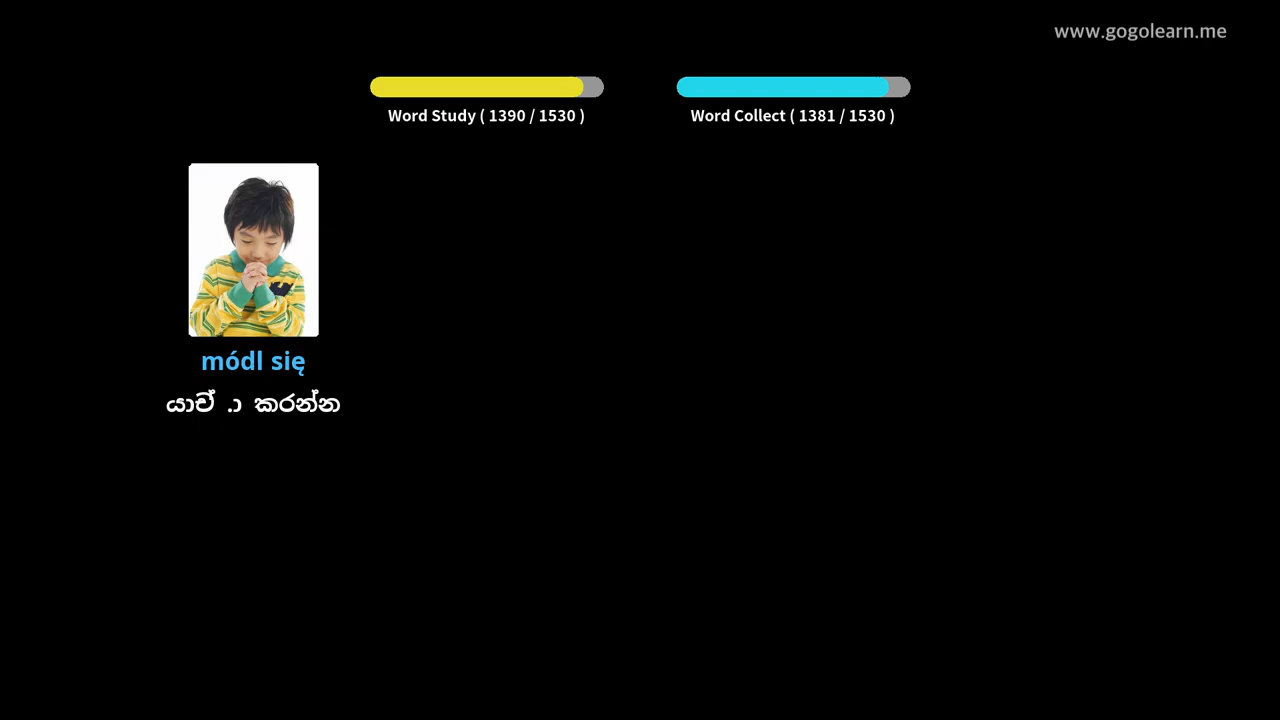 www.gogolearn.me
Word Study ( 1390 / 1530 )
Word Collect ( 1381 / 1530 )
módl się
කරන්න